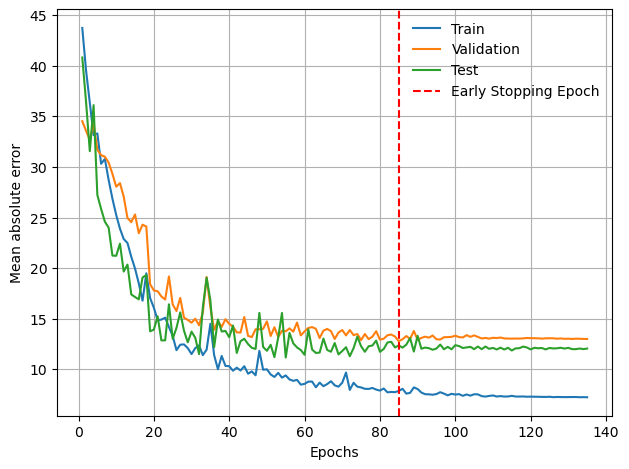 45
40
35
30
25
20
15
10
Mean absolute error
Train
Validation
Test
Early Stopping Epoch
0 20 40 60 80 100 120 140
Epochs